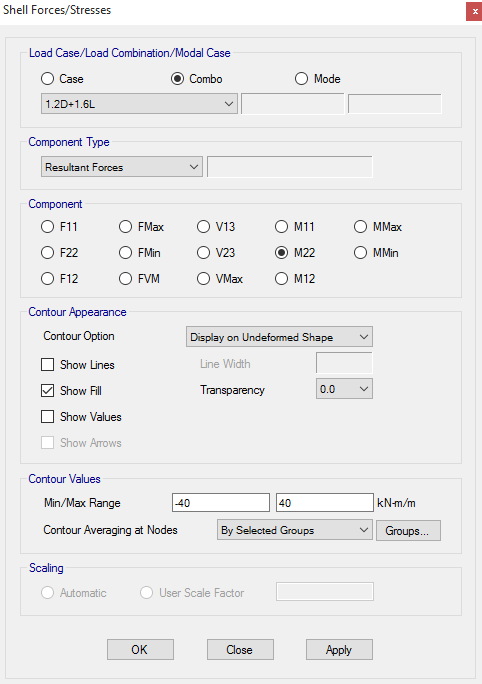 Shell Forces/Stresses
x
Load Case/Load Combination/Modal Case
Case Combo Mode
1.2D+1.6L
Component Type
Resultant Forces
Component
F11 FMax V13 M11 MMax
F22 FMin V23 M22 MMin
F12 FVM VMax M12
Contour Appearance
Contour Option Display on Undeformed Shape
Show Lines Line Width
Show Fill Transparency 0.0
Show Values
Show Arrows
Contour Values
Min/Max Range -40 40 kN-m/m
Contour Averaging at Nodes By Selected Groups Groups...
Scaling
Automatic User Scale Factor
OK Close Apply